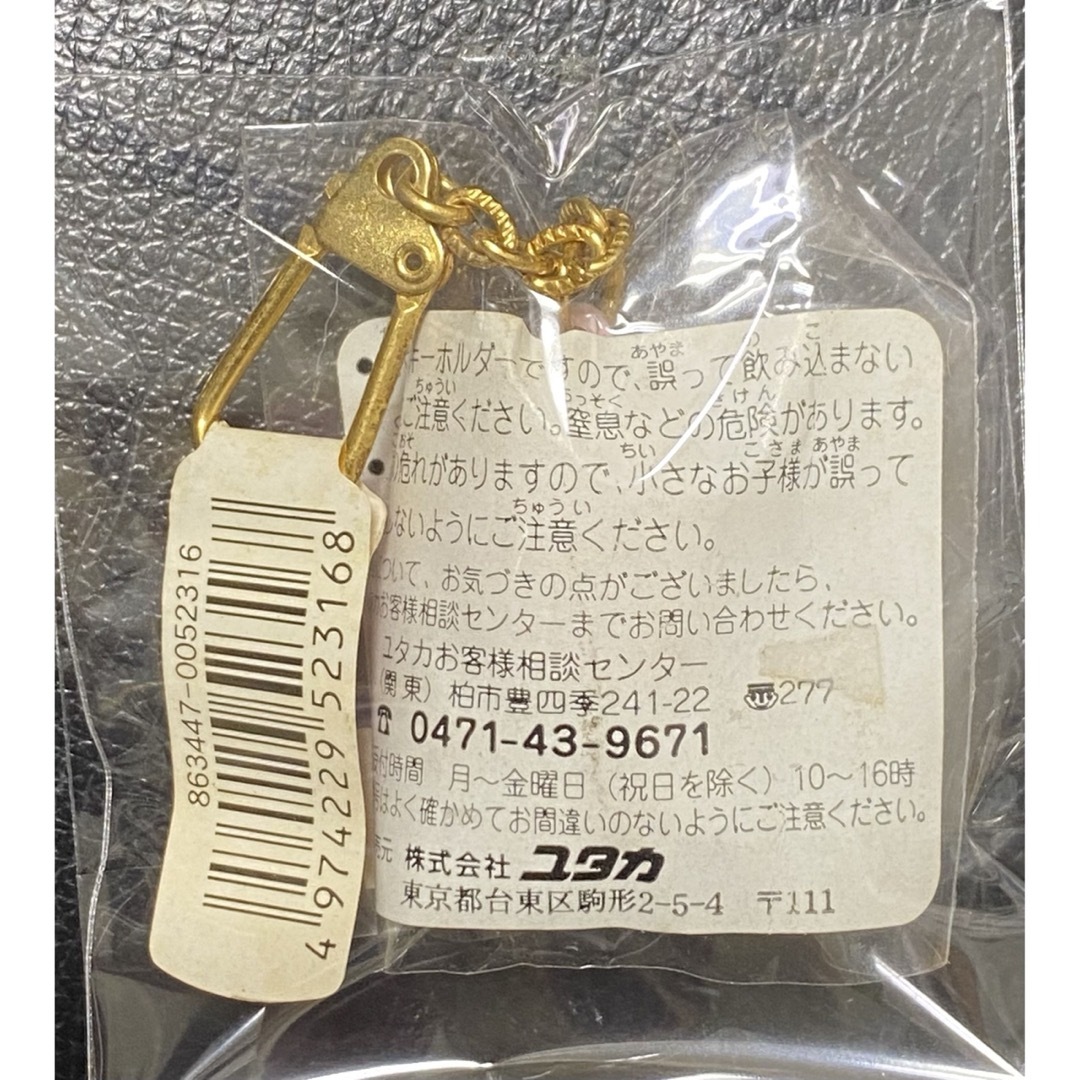 キーホルダーですので、誤って飲み込まない
ご注意ください。窒息などの危険があります。
危れがありますので、小さなお子様が誤って
ないようにご注意ください。
ついて、お気づきの点がございましたら、
お客様相談センターまでお問い合わせください。
ユタカお客様相談センター
(関東) 柏市豊四季241-22 〠277
☎ 0471-43-9671
付時間 月〜金曜日 (祝日を除く) 10〜16時
はよく確かめてお間違いのないようにご注意ください。
元 株式会社 ユタカ
東京都台東区駒形2-5-4 〒111
863447-0052316
4974229523168